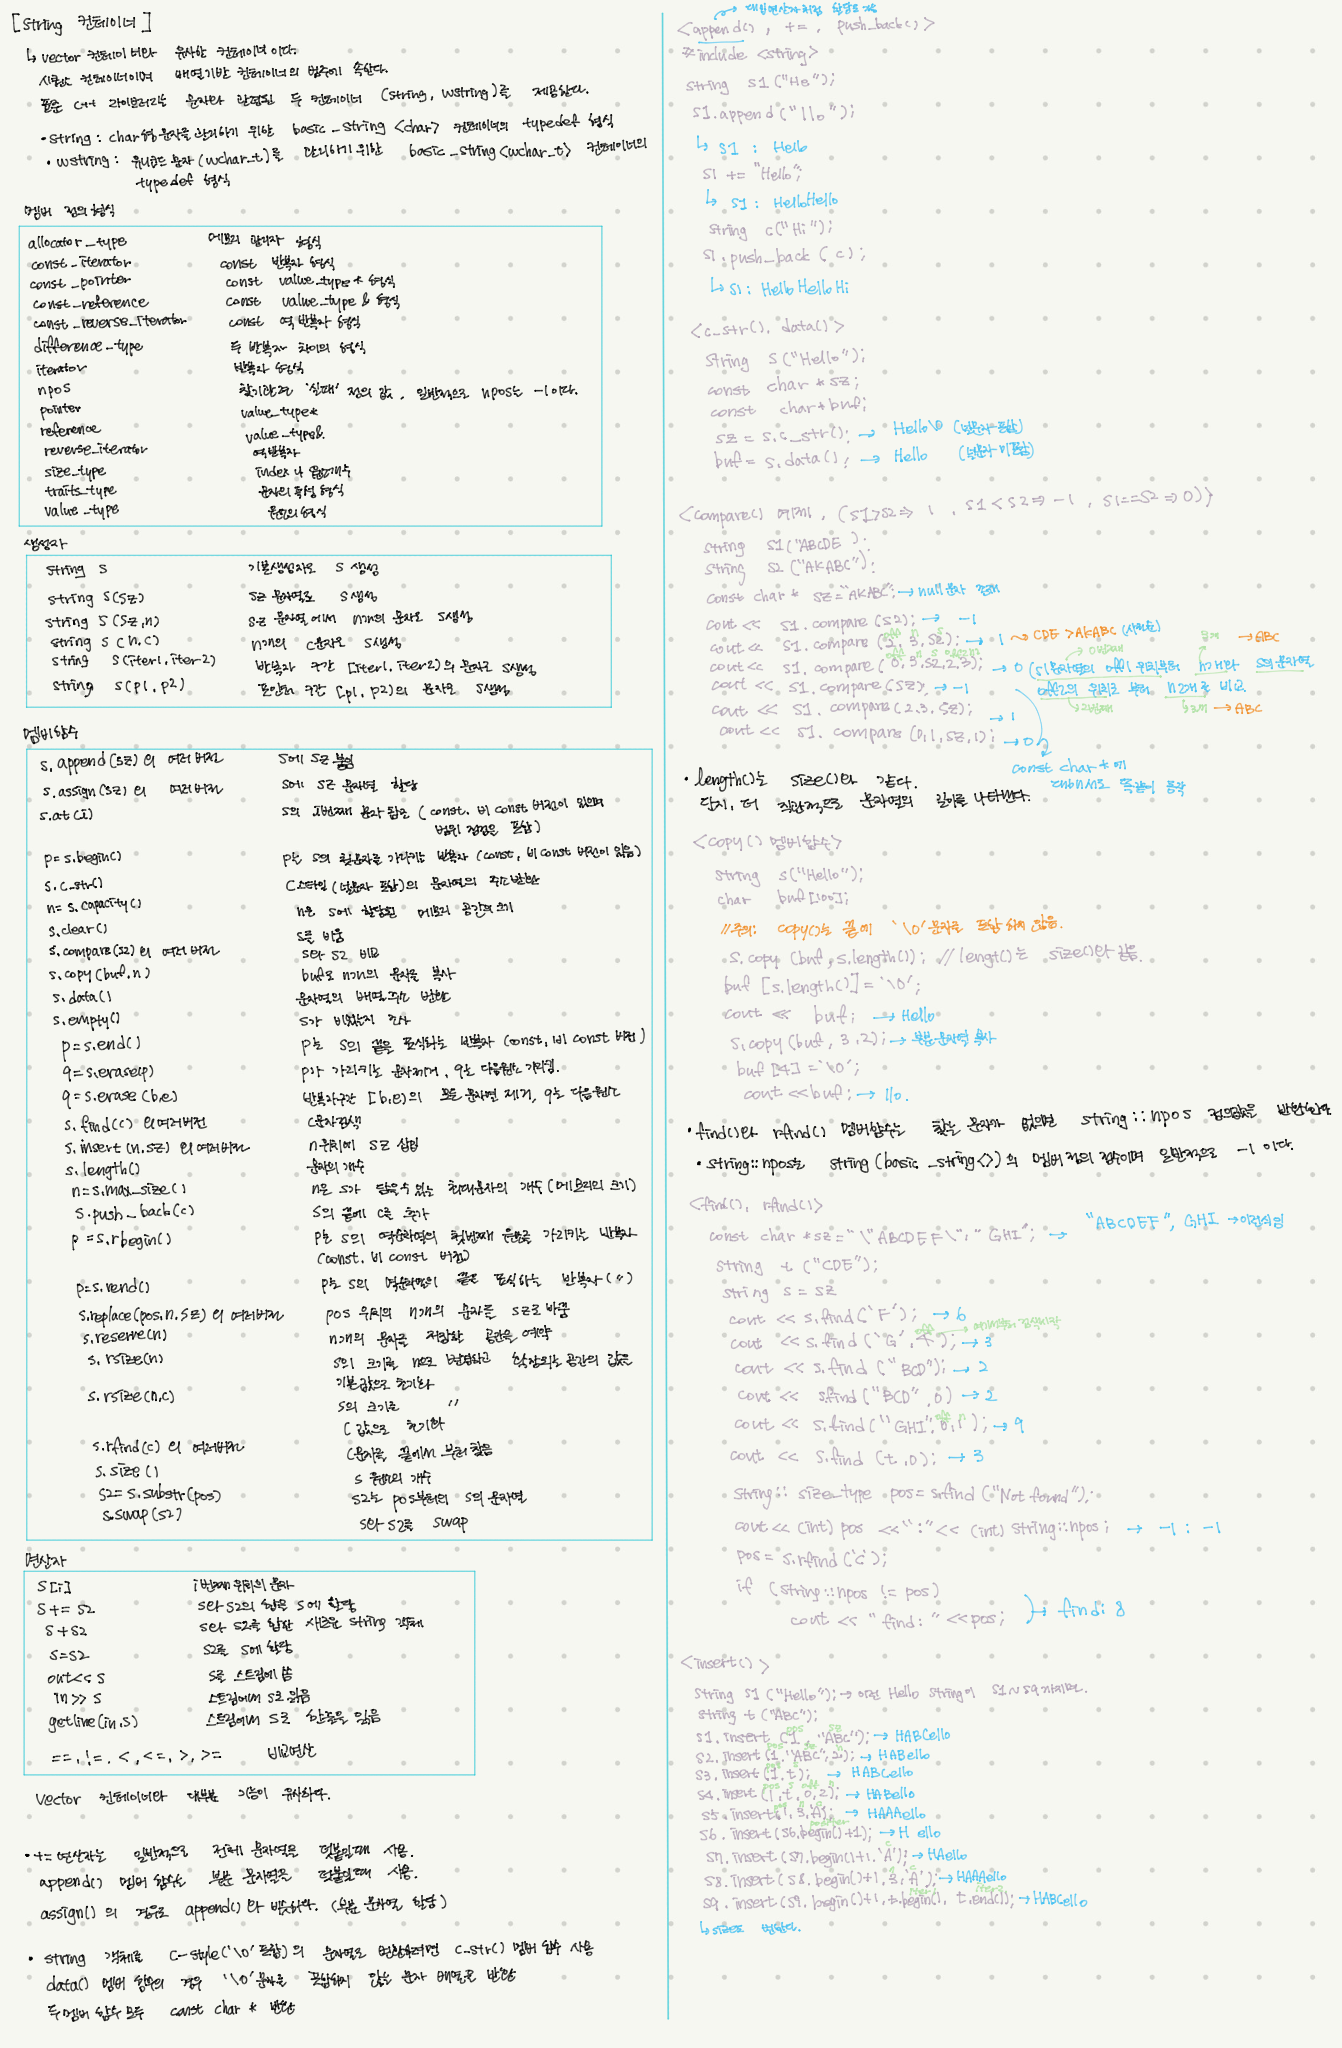 [string 컨테이너]
↳ vector 컨테이너와 유사한 컨테이너 이다.
시퀀스 컨테이너이며 배열기반 컨테이너의 범주에 속한다.
표준 C++ 라이브러리는 문자와 관련된 두 컨테이너 (string, wstring)를 제공한다.
• string : char형 문자를 관리하기 위한 basic_string <char> 컨테이너의 typedef 형식
• wstring : 유니코드 문자(wchar_t)를 관리하기 위한 basic_string<wchar_t> 컨테이너의
typedef 형식
멤버 정의 형식
allocator_type 메모리 관리자 형식
const_iterator const 반복자 형식
const_pointer const value_type* 형식
const_reference const value_type& 형식
const_reverse_iterator const 역 반복자 형식
difference_type 두 반복자 차이의 형식
iterator 반복자 형식
npos 찾기관련 '실패' 정의 값, 일반적으로 npos는 -1이다.
pointer value_type*
reference value_type&
reverse_iterator 역반복자
size_type index나 원소개수
traits_type 문자의 특성 형식
value_type 원소의 형식
생성자
string s 기본생성자로 s 생성
string s(sz) sz 문자열로 s생성
string s(sz,n) sz 문자열에서 n개의 문자로 s생성
string s(n,c) n개의 c문자로 s생성
string s(iter1,iter2) 반복자 구간 [iter1,iter2)의 문자로 s생성
string s(p1,p2) 포인터 구간 [p1,p2)의 문자로 s생성
멤버함수
s.append(sz)의 여러버전 s에 sz 붙임
s.assign(sz)의 여러버전 s에 sz 문자열 할당
s.at(i) s의 i번째 문자 참조 (const, 비 const 버전이 있으며
범위 점검을 포함)
p=s.begin() p는 s의 첫문자를 가리키는 반복자 (const, 비 const 버전이 있음)
s.c_str() C스타일(널문자 포함)의 문자열의 주소반환
n=s.capacity() n은 s에 할당된 메모리 공간의 크기
s.clear() s를 비움
s.compare(s2)의 여러버전 s와 s2 비교
s.copy(buf,n) buf로 n개의 문자를 복사
s.data() 문자열의 배열주소 반환
s.empty() s가 비었는지 검사
p=s.end() p는 s의 끝을 표식하는 반복자 (const, 비 const 버전)
q=s.erase(p) p가 가리키는 문자제거, q는 다음원소 가리킴.
q=s.erase(b,e) 반복자구간 [b,e)의 모든 문자열 제거, q는 다음원소
s.find(c)의 여러버전 c문자검색
s.insert(n,sz)의 여러버전 n위치에 sz 삽입
s.length() 문자의 개수
n=s.max_size() n은 s가 담을수 있는 최대문자의 개수 (메모리의 크기)
s.push_back(c) s의 끝에 c를 추가
p=s.rbegin() p는 s의 역순차열의 첫번째 원소를 가리키는 반복자
(const, 비 const 버전)
p=s.rend() p는 s의 역순차열의 끝을 표식하는 반복자 (〃)
s.replace(pos,n,sz)의 여러버전 pos 위치의 n개의 문자를 sz로 바꿈
s.reserve(n) n개의 문자를 저장할 공간을 예약
s.rsize(n) s의 크기를 n으로 변경하고 확장되는 공간의 값을
기본값으로 초기화
s.rsize(n,c) s의 크기를 〃
c 값으로 초기화
s.rfind(c)의 여러버전 c문자를 끝에서 부터 찾음
s.size() s 원소의 개수
s2=s.substr(pos) s2는 pos부터의 s의 문자열
s.swap(s2) s와 s2를 swap
연산자
s[i] i번째 위치의 문자
s+=s2 s와 s2의 합을 s에 할당
s+s2 s와 s2를 합한 새로운 string 객체
s=s2 s2를 s에 할당
out<<s s를 스트림에 씀
in>>s 스트림에서 s로 읽음
getline(in,s) 스트림에서 s로 한줄을 읽음
==, !=, <, <=, >, >= 비교연산
vector 컨테이너와 대부분 기능이 유사하다.
• += 연산자는 일반적으로 전체 문자열을 덧붙일때 사용.
append() 멤버 함수는 부분 문자열을 덧붙일때 사용.
assign()의 경우도 append()와 비슷하다. (부분 문자열 할당)
• string 객체를 C-style('\0' 포함)의 문자열로 변환하려면 c_str() 멤버 함수 사용
data() 멤버 함수의 경우 '\0'문자를 포함하지 않는 문자 배열로 반환
두 멤버 함수 모두 const char * 반환
대입연산자처럼 할당도 가능
<append(), +=, push_back()>
#include <string>
string s1("He");
s1.append("llo");
↳ s1 : Hello
s1 += "Hello";
↳ s1 : HelloHello
string c("Hi");
s1.push_back(c);
↳ s1 : HelloHelloHi
<c_str(), data()>
string s("Hello");
const char * sz;
const char* buf;
sz = s.c_str(); → Hello\0 (널문자 포함)
buf = s.data(); → Hello (널문자 미포함)
<compare() 예제, (s1>s2⇒ 1 , s1<s2⇒ -1 , s1==s2 ⇒ 0)>
string s1("ABCDE );
string s2 ("AKABC");
const char* sz="AKABC"; → null문자 존재
cout << s1.compare(s2); → -1
cout << s1.compare(2, 3, s2); → 1 ~> CDE > AKABC (사전순)
cout << s1.compare(0,3,s2,2,3); → 0 (s1문자열의 off1 위치부터 n개와 s의 문자열
0번째 3개 → ABC
cout << s1.compare(sz); → -1 off2의 위치로 부터 n2개로 비교
2번째 3개 → ABC
cout << s1.compare(2,3,sz); → 1
cout << s1.compare(0,1,sz,1); → 0
const char*에
대해서도 똑같이 동작
• length()는 size()와 같다.
단지, 더 직관적으로 문자열의 길이를 나타낸다.
<copy() 멤버함수>
string s("Hello");
char buf[100];
//주의: copy()는 끝에 '\0'문자를 포함하지 않음.
s.copy(buf, s.length()); // lengt()는 size()와 같음.
buf[s.length()] = '\0';
cout << buf; → Hello
s.copy(buf, 3, 2); → 부분문자열 복사
buf[4] = '\0';
cout <<buf; → llo.
• find()와 rfind() 멤버함수는 찾는 문자가 없으면 string::npos 정의값을 반환한다
• string::npos는 string(basic_string<>)의 멤버 정의 정수이며 일반적으로 -1 이다.
<find(), rfind()>
const char *sz="\"ABCDEF\";" GHI"; → "ABCDEF", GHI →이런식임
string t ("CDE");
string s = sz
cout << s.find('F'); → 6
cout << s.find('G', 4); → 3
off → 여기서부터 검색시작
cout << s.find("BCD"); → 2
cout << s.find("BCD",0) → 2
cout << s.find("GHI",0,1); → 9
cout << s.find(t,0); → 3
string:: size_type pos= s.rfind("Not found");
cout << (int) pos <<":"<< (int) string::npos; → -1 : -1
pos = s.rfind('c');
if (string::npos != pos)
cout << "find: " <<pos; → find: 8
<insert()>
string s1("Hello"); → 이런 Hello string이 s1~s9까지면.
string t("ABC");
s1.insert(1, "ABC"); → HABCello
s2.insert(1,"ABC",2); → HABello
s3.insert(1,t); → HABCello
s4.insert(1,t,0,2); → HABello
s5.insert(1,3,'A'); → HAAAello
s6.insert(s6.begin()+1); → H ello
s7.insert(s7.begin()+1,'A'); → HAello
s8.insert(s8.begin()+1,3,'A'); → HAAAello
s9.insert(s9.begin()+1,t.begin(), t.end()); → HABCello
↳ size도 변한다.